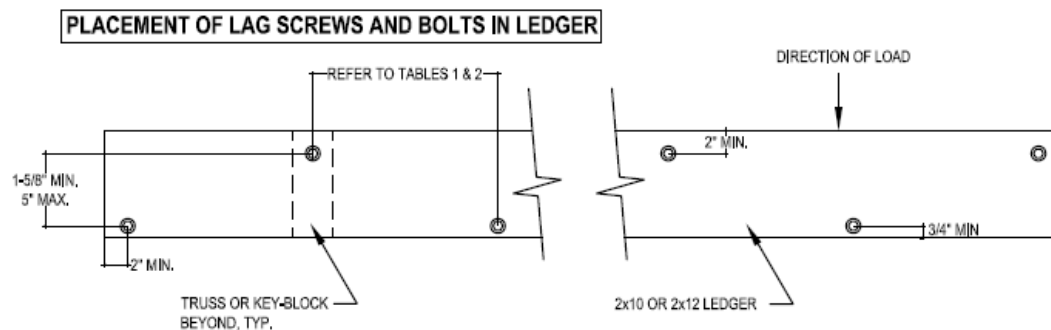 PLACEMENT OF LAG SCREWS AND BOLTS IN LEDGER
DIRECTION OF LOAD
REFER TO TABLES 1 & 2
2" MIN.
1-5/8" MIN.
5" MAX.
3/4" MIN
2" MIN.
TRUSS OR KEY-BLOCK
BEYOND, TYP.
2x10 OR 2x12 LEDGER